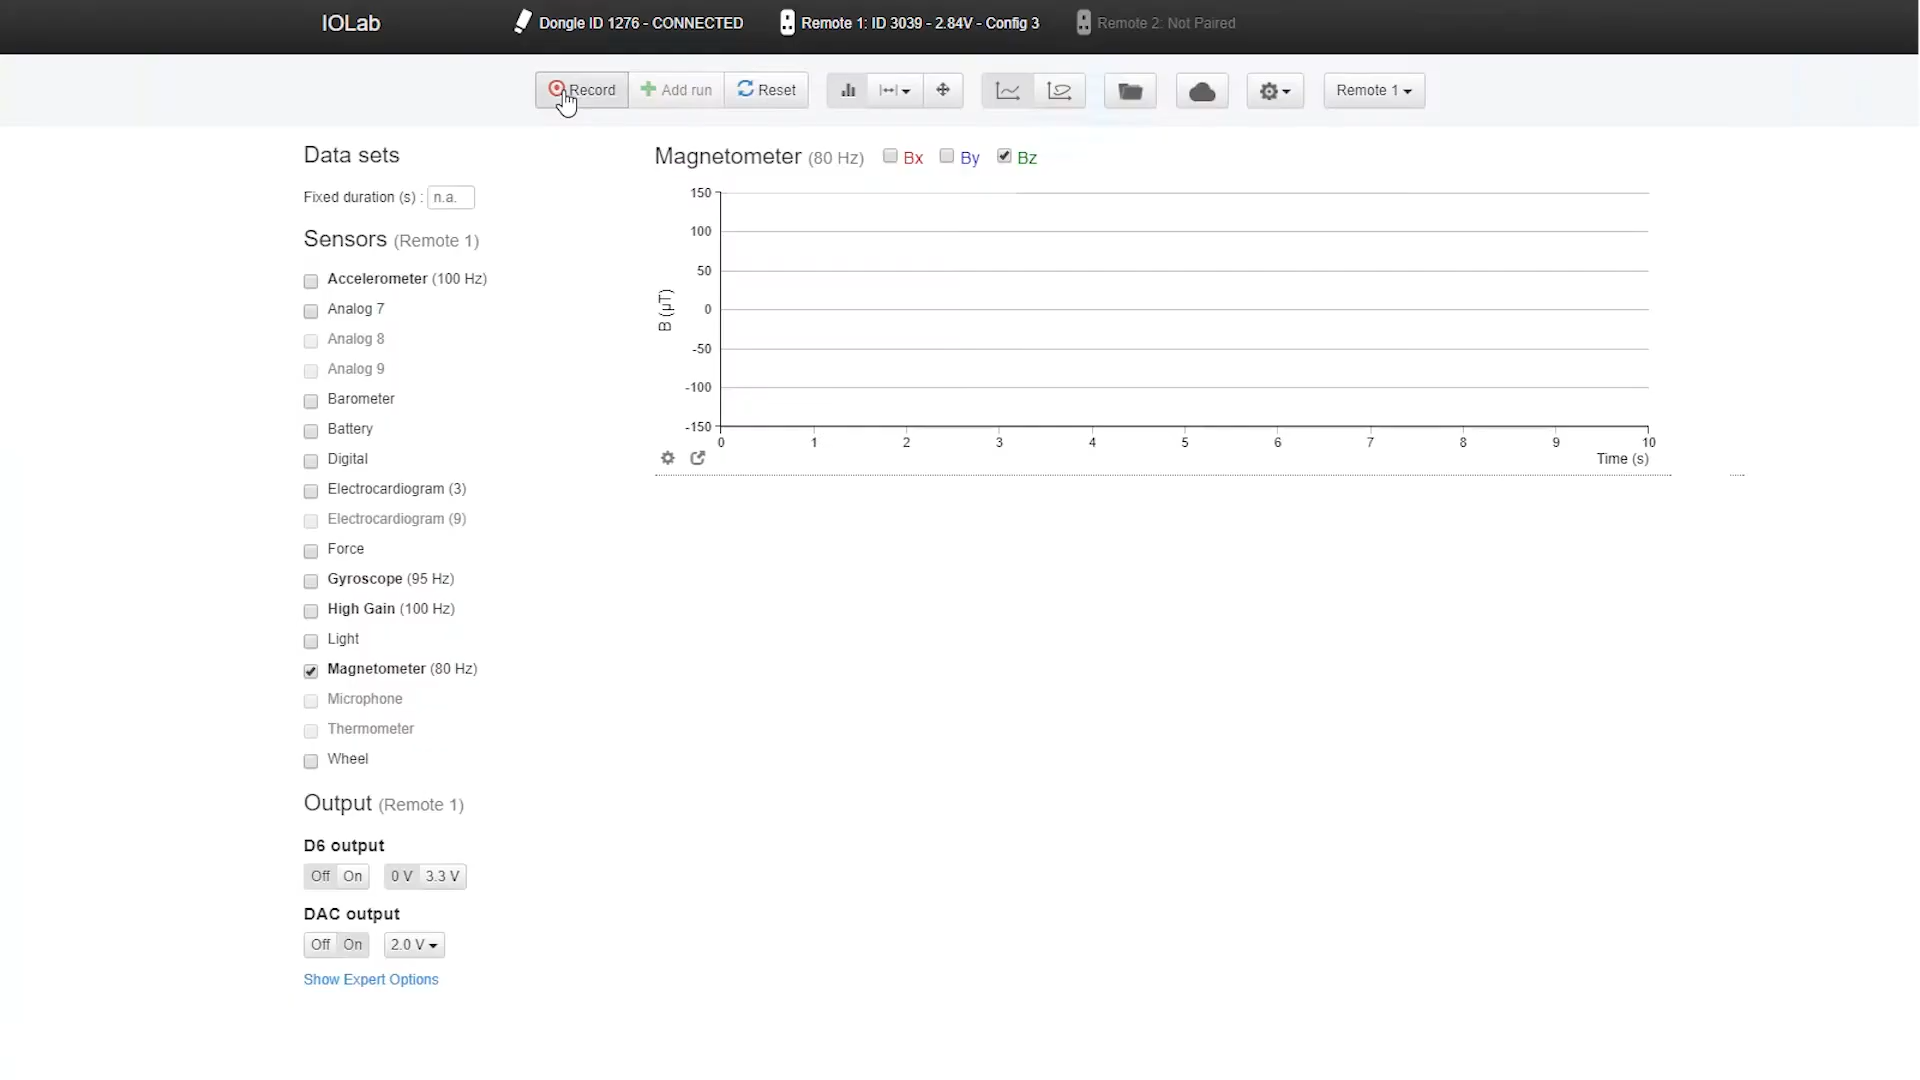 IOLab
Dongle ID 1276 - CONNECTED
Remote 1: ID 3039 - 2.84V - Config 3
Remote 2: Not Paired
Record
Add run
Reset
Remote 1
Data sets
Fixed duration (s) : n.a.
Sensors (Remote 1)
Accelerometer (100 Hz)
Analog 7
Analog 8
Analog 9
Barometer
Battery
Digital
Electrocardiogram (3)
Electrocardiogram (9)
Force
Gyroscope (95 Hz)
High Gain (100 Hz)
Light
Magnetometer (80 Hz)
Microphone
Thermometer
Wheel
Output (Remote 1)
D6 output
Off On 0 V 3.3 V
DAC output
Off On 2.0 V
Show Expert Options
Magnetometer (80 Hz) Bx By Bz
150
100
50
0
-50
-100
-150
B (µT)
0 1 2 3 4 5 6 7 8 9 10
Time (s)